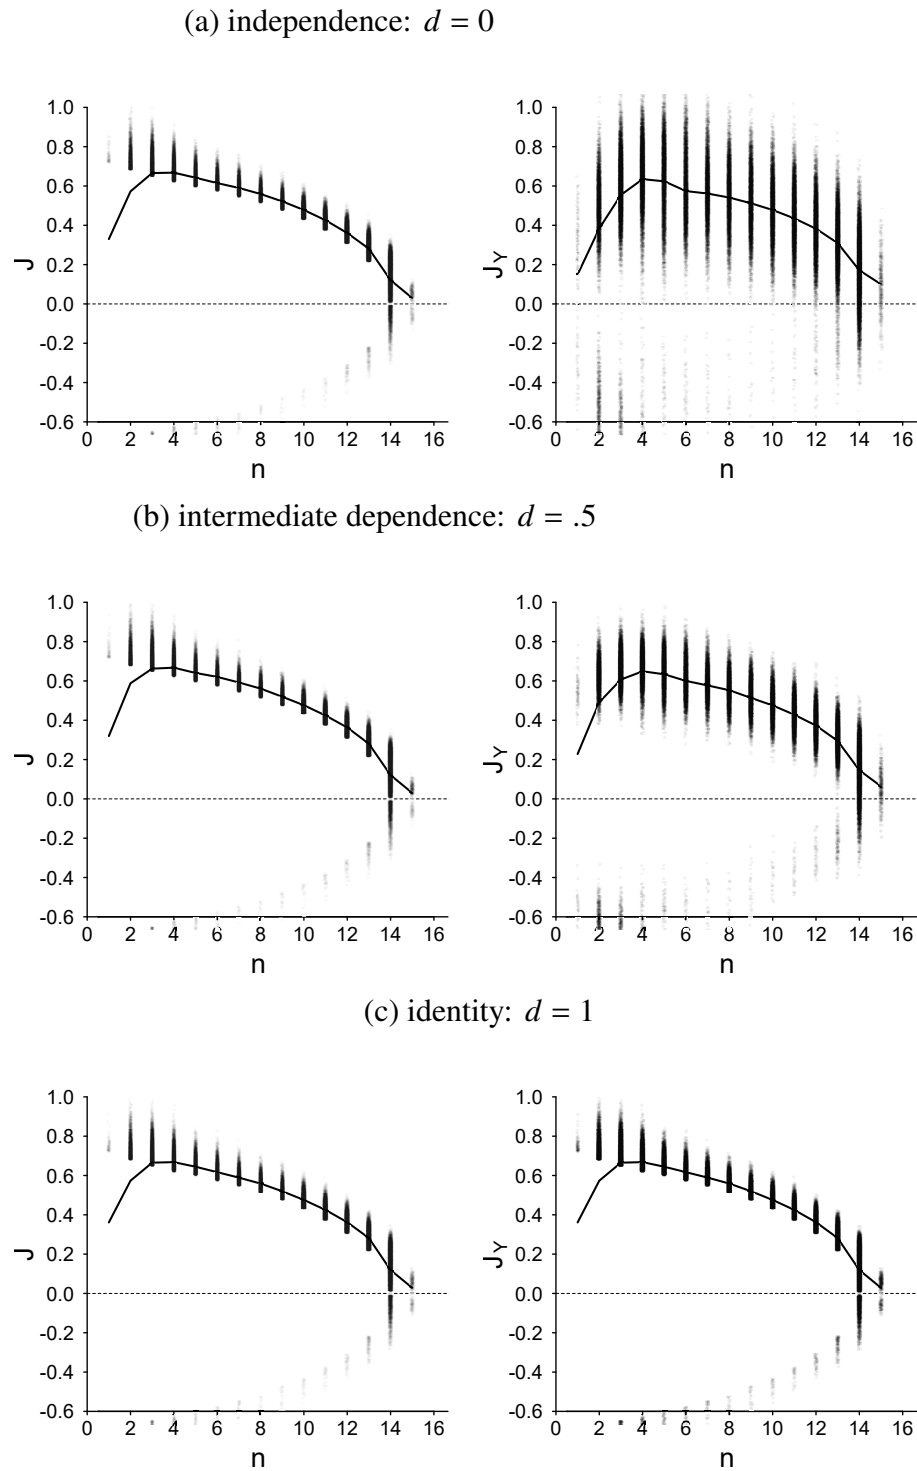 (a) independence: d = 0
1.0
0.8
0.6
0.4
0.2
0.0
-0.2
-0.4
-0.6
J
0 2 4 6 8 10 12 14 16
n
1.0
0.8
0.6
0.4
0.2
0.0
-0.2
-0.4
-0.6
JY
0 2 4 6 8 10 12 14 16
n
(b) intermediate dependence: d = .5
1.0
0.8
0.6
0.4
0.2
0.0
-0.2
-0.4
-0.6
J
0 2 4 6 8 10 12 14 16
n
1.0
0.8
0.6
0.4
0.2
0.0
-0.2
-0.4
-0.6
JY
0 2 4 6 8 10 12 14 16
n
(c) identity: d = 1
1.0
0.8
0.6
0.4
0.2
0.0
-0.2
-0.4
-0.6
J
0 2 4 6 8 10 12 14 16
n
1.0
0.8
0.6
0.4
0.2
0.0
-0.2
-0.4
-0.6
JY
0 2 4 6 8 10 12 14 16
n